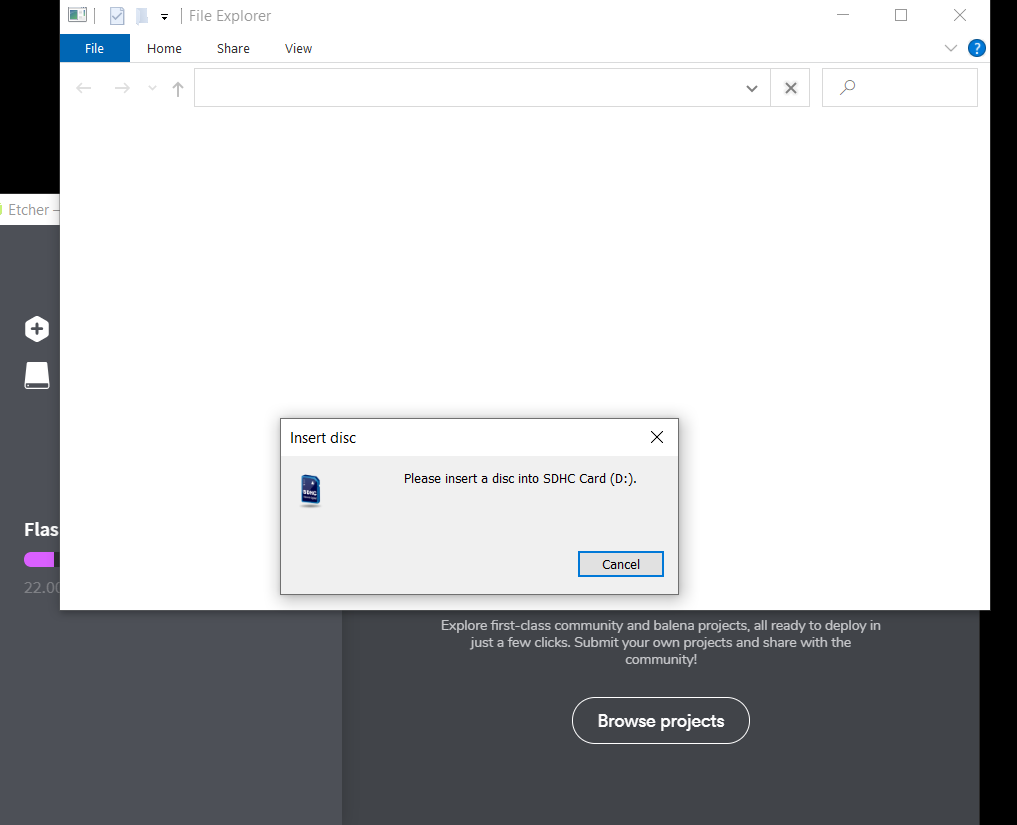 File Explorer
File
Home
Share
View
?
Etcher –
Insert disc
Please insert a disc into SDHC Card (D:).
SDHC
Cancel
Flas
22.00
Explore first-class community and balena projects, all ready to deploy in
just a few clicks. Submit your own projects and share with the
community!
Browse projects